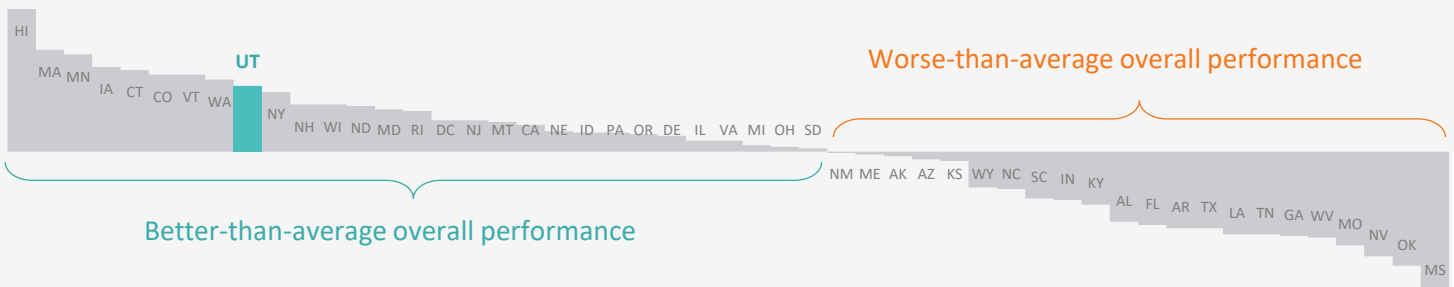 HI
MA MN IA CT CO VT WA UT NY NH WI ND MD RI DC NJ MT CA NE ID PA OR DE IL VA MI OH SD
Worse-than-average overall performance
NM ME AK AZ KS WY NC SC IN KY AL FL AR TX LA TN GA WV MO NV OK MS
Better-than-average overall performance